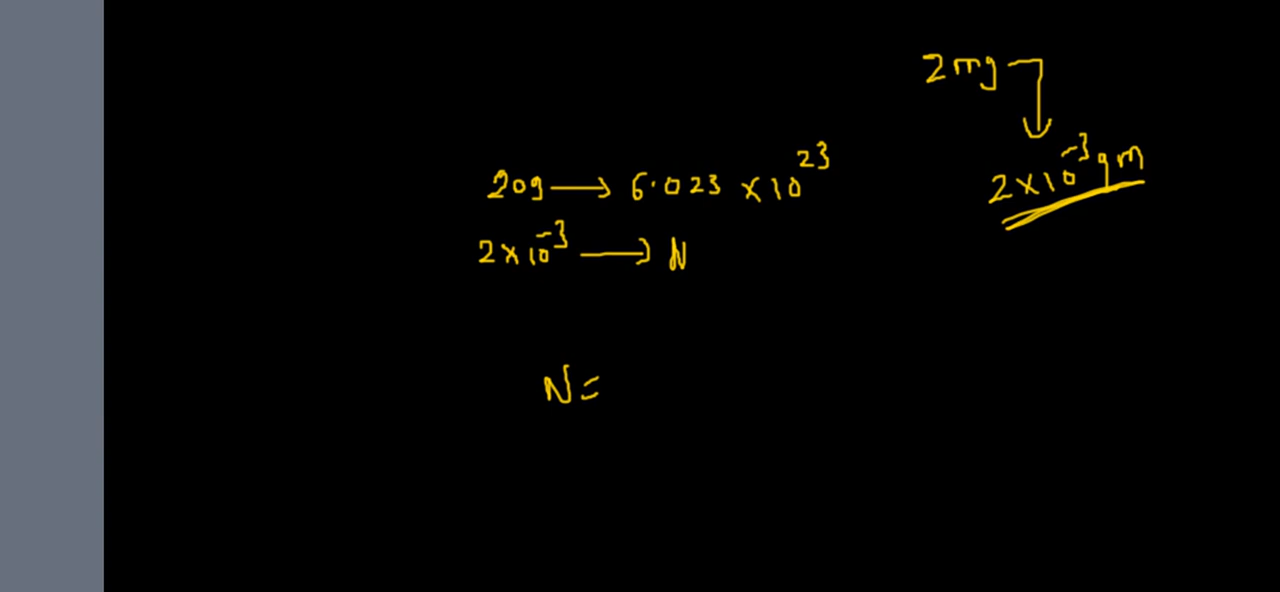 2mg
2×10⁻³gm
20g → 6.023 ×10²³
2×10⁻³ → N
N=